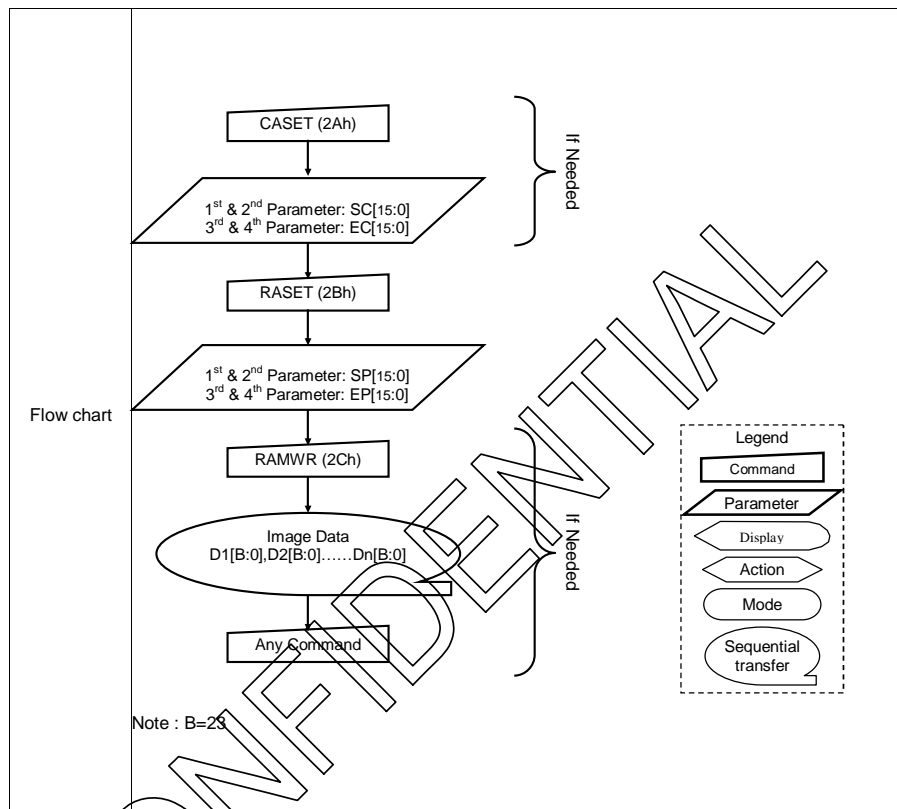 Flow chart
CASET (2Ah)
1st & 2nd Parameter: SC[15:0]
3rd & 4th Parameter: EC[15:0]
If Needed
RASET (2Bh)
1st & 2nd Parameter: SP[15:0]
3rd & 4th Parameter: EP[15:0]
RAMWR (2Ch)
Image Data
D1[B:0],D2[B:0]......Dn[B:0]
Any Command
If Needed
Legend
Command
Parameter
Display
Action
Mode
Sequential
transfer
Note : B=23
ONFIDENTIAL